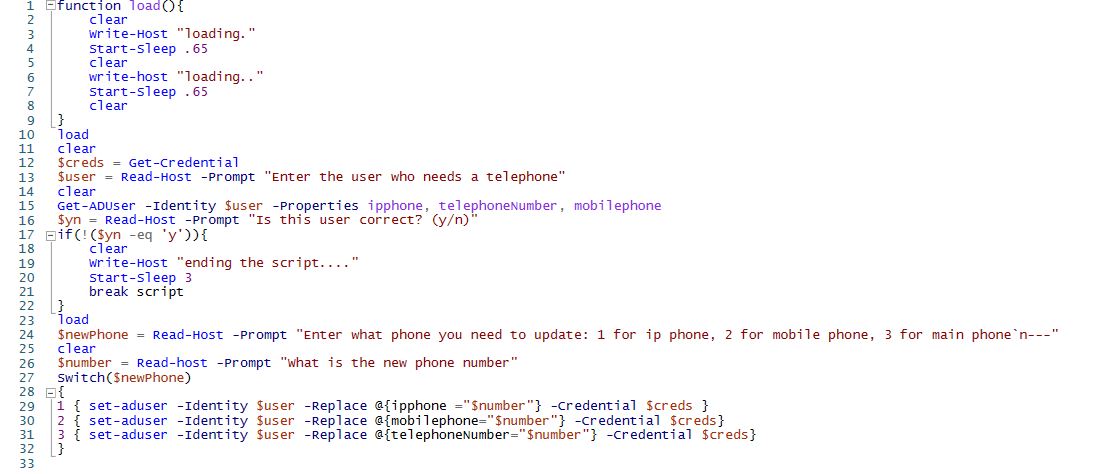 1 function load(){
2     clear
3     Write-Host "loading."
4     Start-Sleep .65
5     clear
6     write-host "loading.."
7     Start-Sleep .65
8     clear
9 }
10 load
11 clear
12 $creds = Get-Credential
13 $user = Read-Host -Prompt "Enter the user who needs a telephone"
14 clear
15 Get-ADUser -Identity $user -Properties ipphone, telephoneNumber, mobilephone
16 $yn = Read-Host -Prompt "Is this user correct? (y/n)"
17 if(!($yn -eq 'y')){
18     clear
19     Write-Host "ending the script...."
20     Start-Sleep 3
21     break script
22 }
23 load
24 $newPhone = Read-Host -Prompt "Enter what phone you need to update: 1 for ip phone, 2 for mobile phone, 3 for main phone`n---"
25 clear
26 $number = Read-host -Prompt "What is the new phone number"
27 Switch($newPhone)
28 {
29 1 { set-aduser -Identity $user -Replace @{ipphone ="$number"} -Credential $creds }
30 2 { set-aduser -Identity $user -Replace @{mobilephone="$number"} -Credential $creds}
31 3 { set-aduser -Identity $user -Replace @{telephoneNumber="$number"} -Credential $creds}
32 }
33